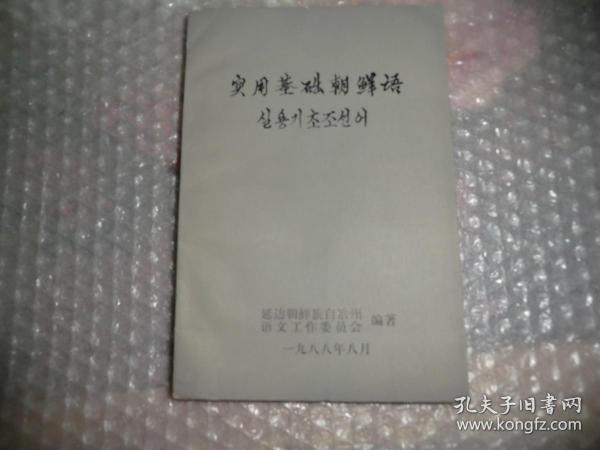 实用基础朝鲜语
실용기초조선어
延边朝鲜族自治州
语文工作委员会 编著
一九八八年八月
孔夫子旧书网
www.kongfz.com